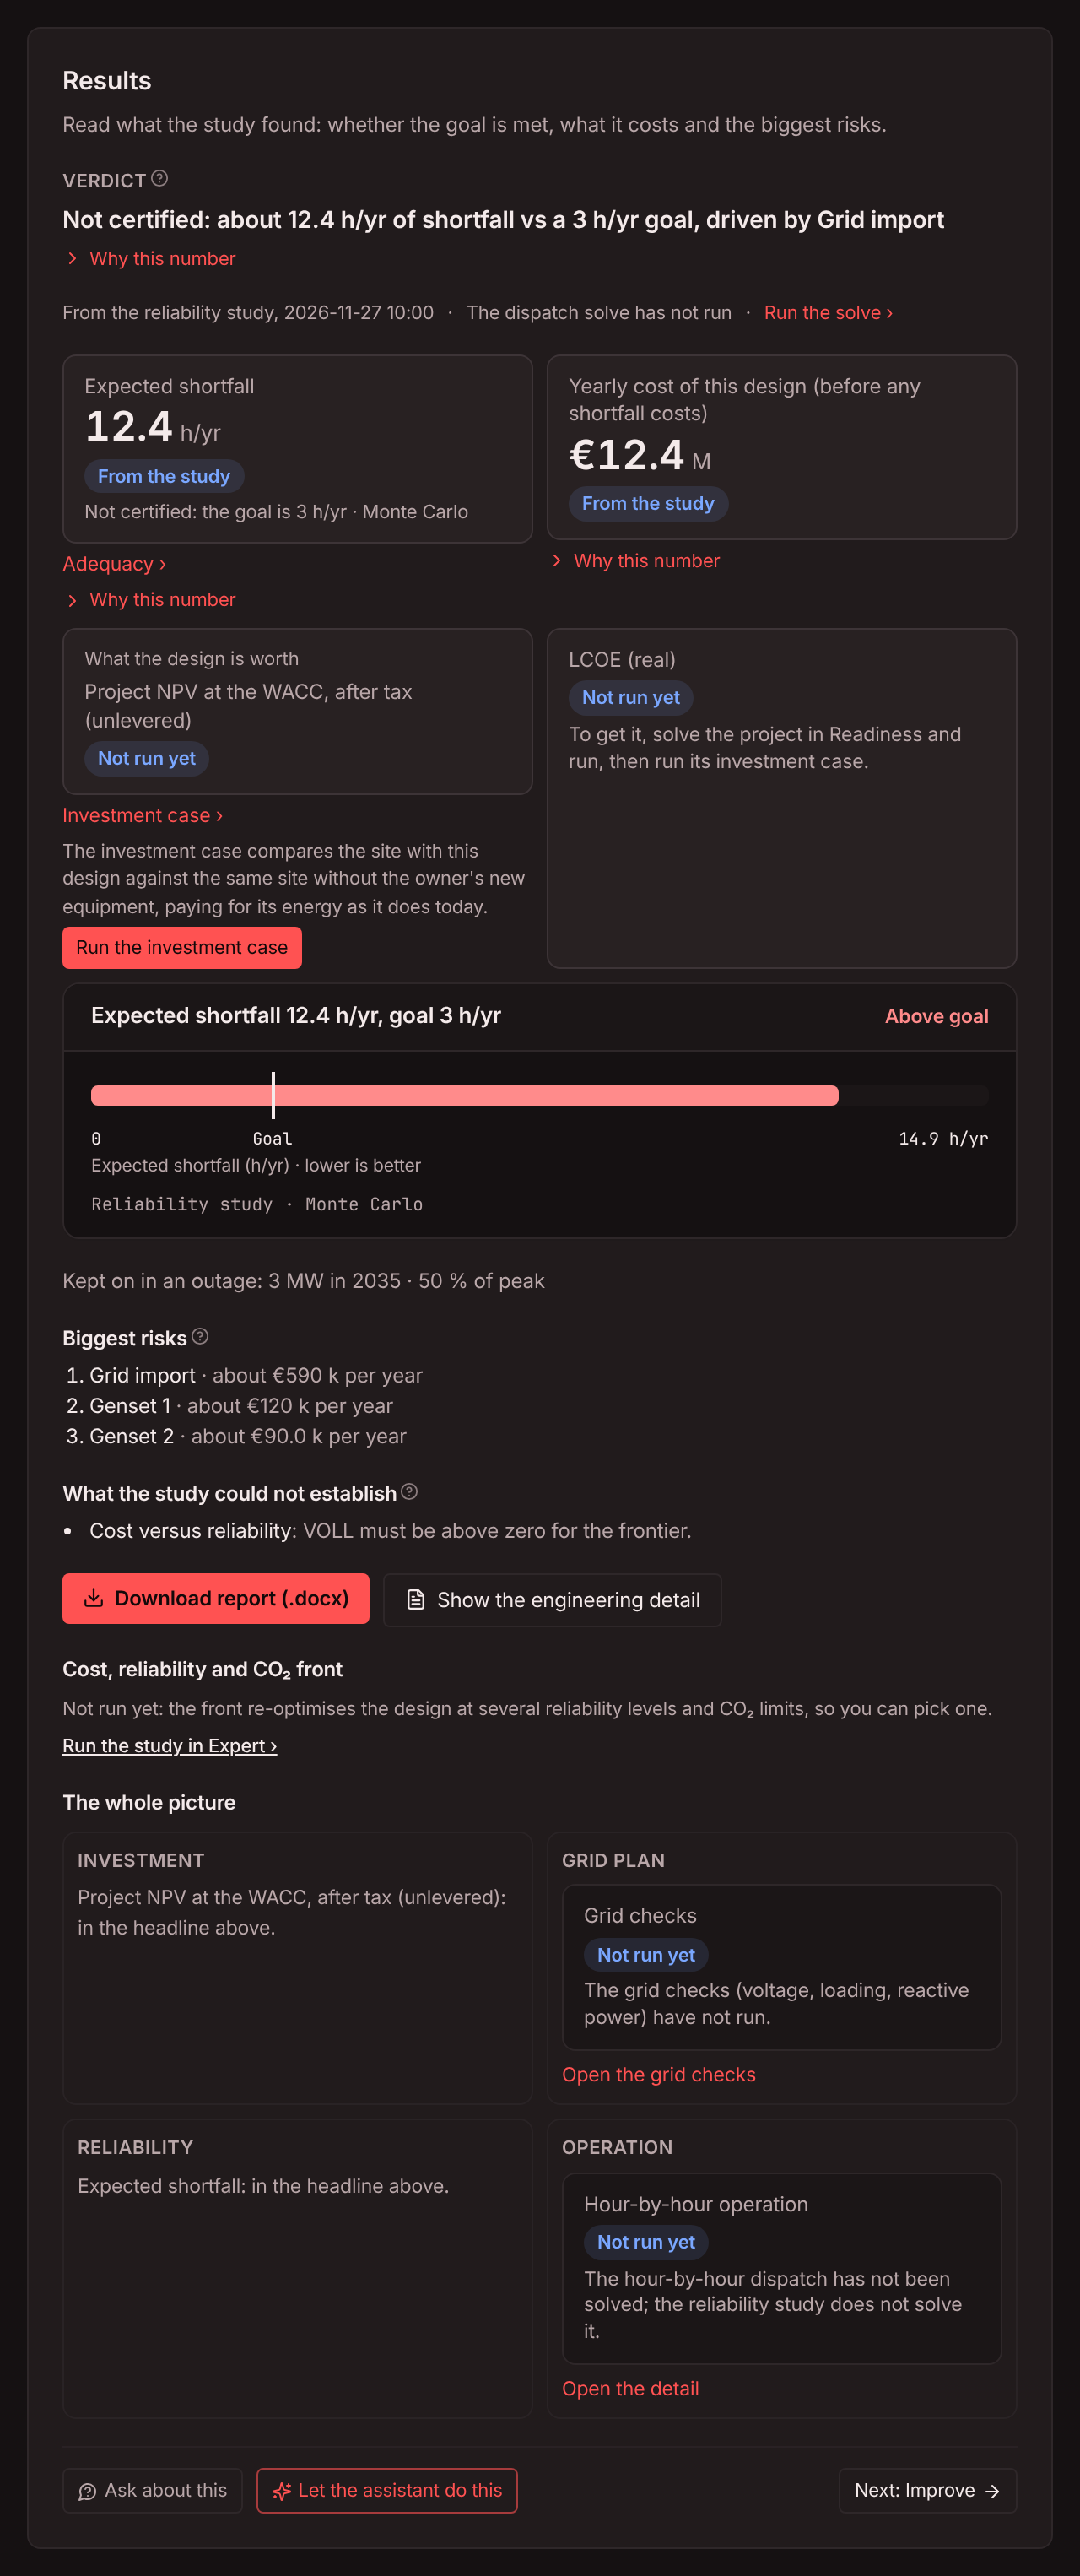 Results
Read what the study found: whether the goal is met, what it costs and the biggest risks.
VERDICT
Not certified: about 12.4 h/yr of shortfall vs a 3 h/yr goal, driven by Grid import
Why this number
From the reliability study, 2026-11-27 10:00 · The dispatch solve has not run · Run the solve ›
Expected shortfall
12.4 h/yr
From the study
Not certified: the goal is 3 h/yr · Monte Carlo
Adequacy ›
Why this number
Yearly cost of this design (before any
shortfall costs)
€12.4 M
From the study
Why this number
What the design is worth
Project NPV at the WACC, after tax
(unlevered)
Not run yet
Investment case ›
The investment case compares the site with this
design against the same site without the owner's new
equipment, paying for its energy as it does today.
Run the investment case
LCOE (real)
Not run yet
To get it, solve the project in Readiness and
run, then run its investment case.
Expected shortfall 12.4 h/yr, goal 3 h/yr
Above goal
0 Goal 14.9 h/yr
Expected shortfall (h/yr) · lower is better
Reliability study · Monte Carlo
Kept on in an outage: 3 MW in 2035 · 50 % of peak
Biggest risks
1. Grid import · about €590 k per year
2. Genset 1 · about €120 k per year
3. Genset 2 · about €90.0 k per year
What the study could not establish
• Cost versus reliability: VOLL must be above zero for the frontier.
Download report (.docx)
Show the engineering detail
Cost, reliability and CO₂ front
Not run yet: the front re-optimises the design at several reliability levels and CO₂ limits, so you can pick one.
Run the study in Expert ›
The whole picture
INVESTMENT
Project NPV at the WACC, after tax (unlevered):
in the headline above.
GRID PLAN
Grid checks
Not run yet
The grid checks (voltage, loading, reactive
power) have not run.
Open the grid checks
RELIABILITY
Expected shortfall: in the headline above.
OPERATION
Hour-by-hour operation
Not run yet
The hour-by-hour dispatch has not been
solved; the reliability study does not solve
it.
Open the detail
Ask about this
Let the assistant do this
Next: Improve →